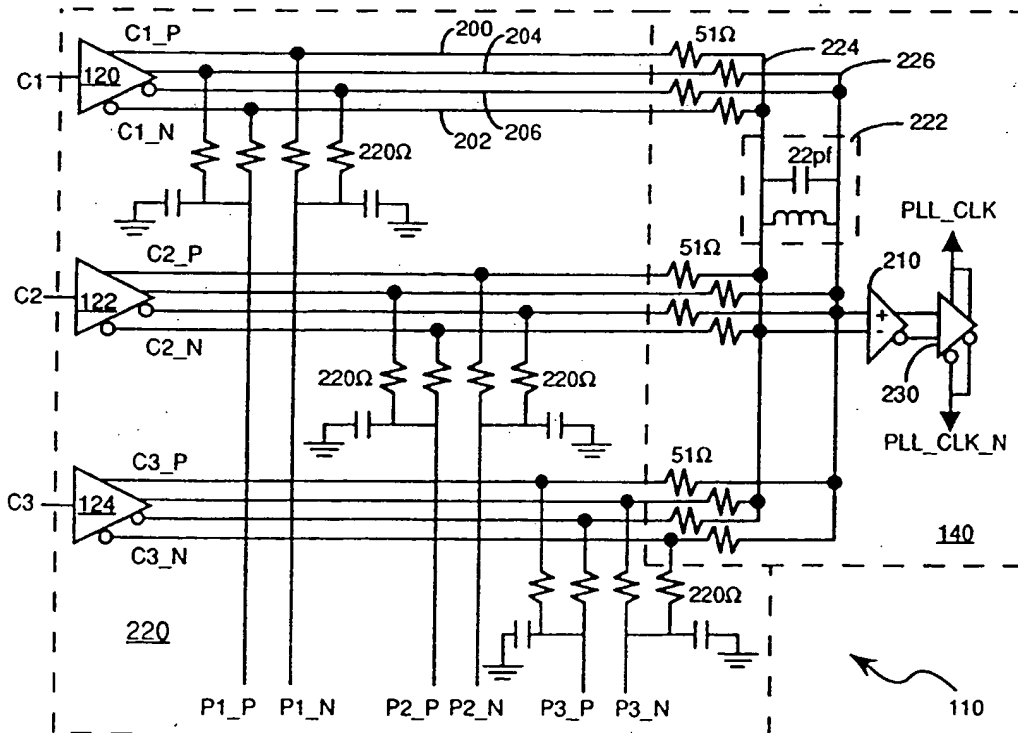 C1_P
200
204
51Ω
224
226
C1
120
C1_N
202
206
222
220Ω
22pf
PLL_CLK
C2_P
51Ω
210
C2
122
+
-
C2_N
230
220Ω
220Ω
PLL_CLK_N
C3_P
51Ω
C3
124
C3_N
140
220Ω
220
P1_P
P1_N
P2_P
P2_N
P3_P
P3_N
110